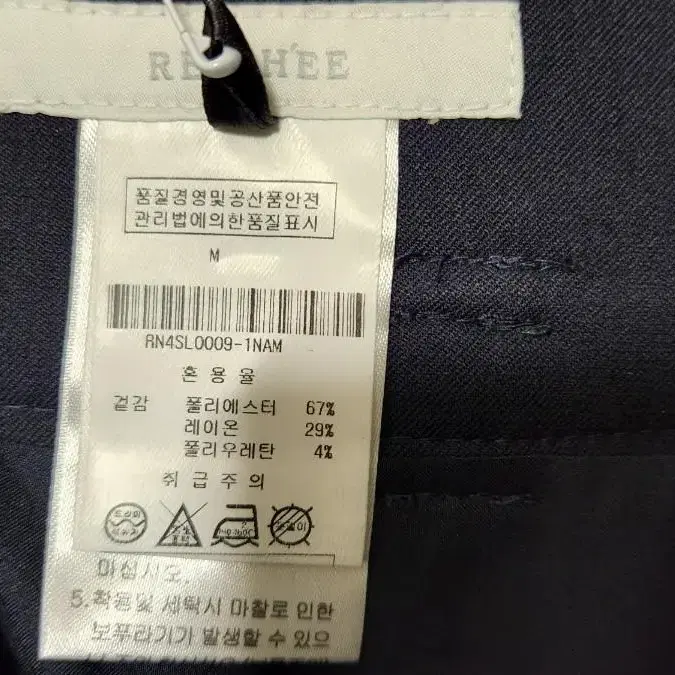 품질경영및공산품안전
관리법에의한품질표시
M
RN4SL0009-1NAM
혼용율
겉감 폴리에스터 67%
레이온 29%
폴리우레탄 4%
취급주의
드라이
마십시오.
5.착용및 세탁시 마찰로 인한
보푸라기가 발생할 수 있으